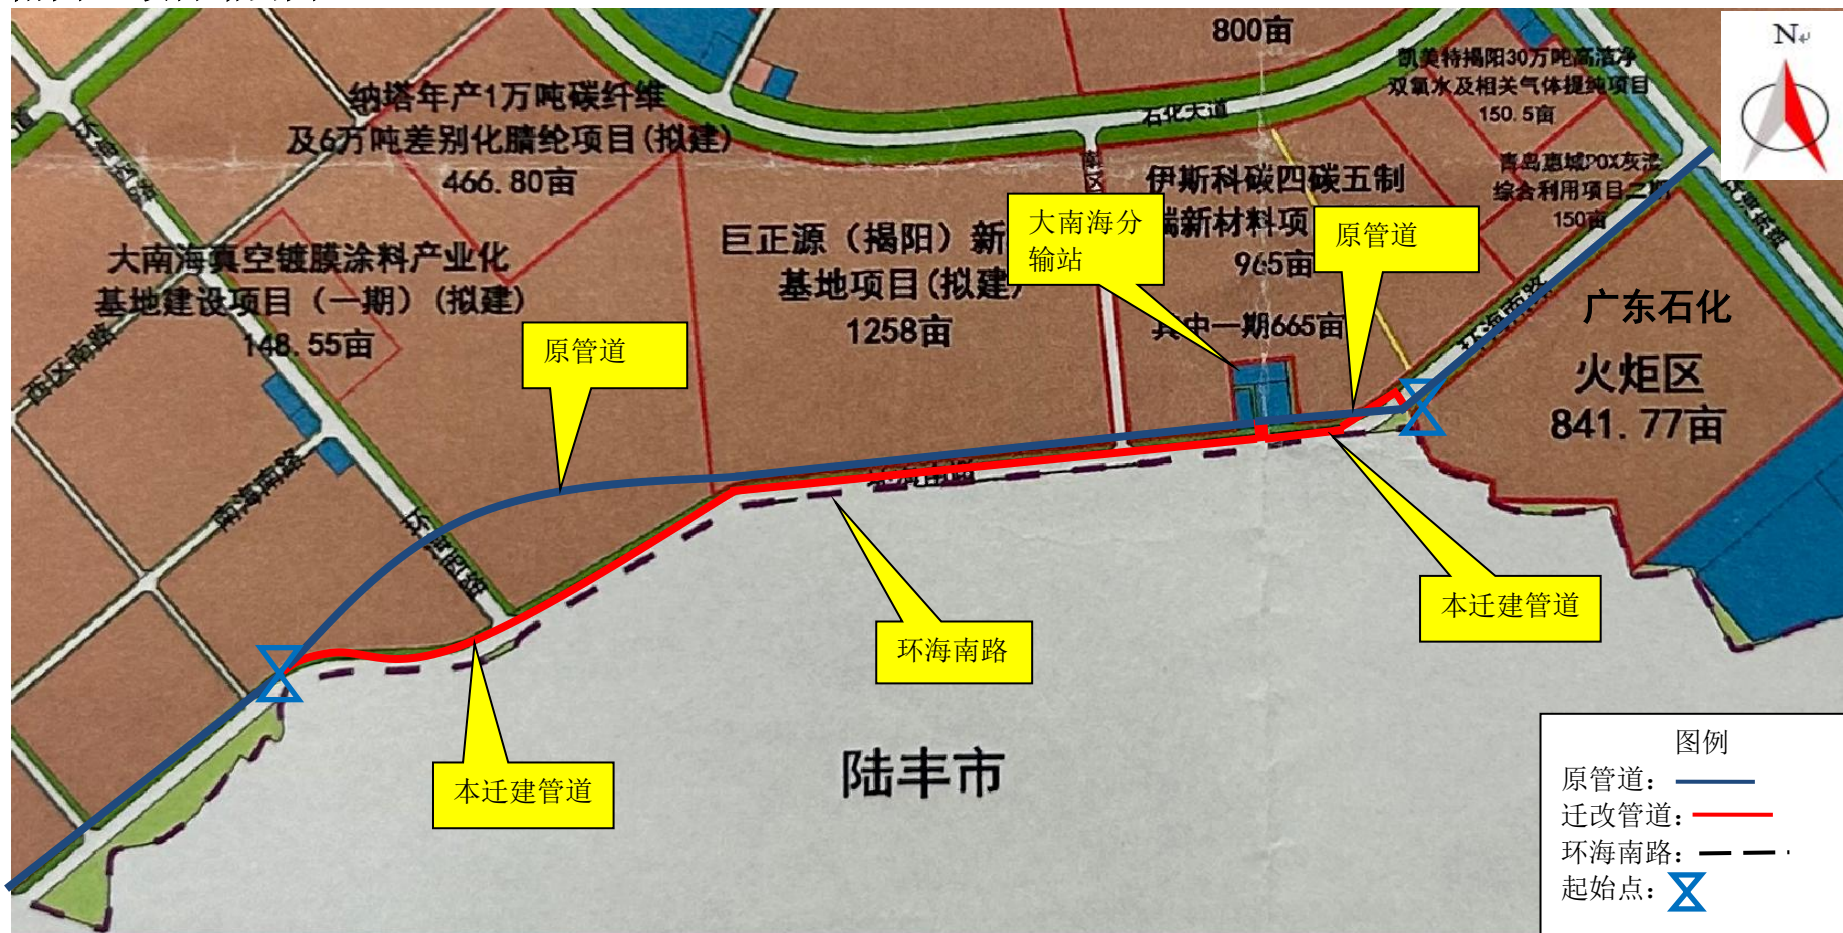 800亩
凯美特揭阳30万吨高洁净
双氧水及相关气体提纯项目
150.5亩
N
纳塔年产1万吨碳纤维
及6万吨差别化腈纶项目(拟建)
466.80亩
石化大道
南区
伊斯科碳四碳五制
端新材料项
965亩
其中一期665亩
青岛惠城POX灰渣
综合利用项目二期
150亩
大南海分
输站
原管道
巨正源（揭阳）新
基地项目(拟建)
1258亩
大南海真空镀膜涂料产业化
基地建设项目（一期）(拟建)
148.55亩
原管道
西区南路
南海南路
环海南路
广东石化
火炬区
841.77亩
环海南路
本迁建管道
环海南路
本迁建管道
陆丰市
图例
原管道：
迁改管道：
环海南路：
起始点：